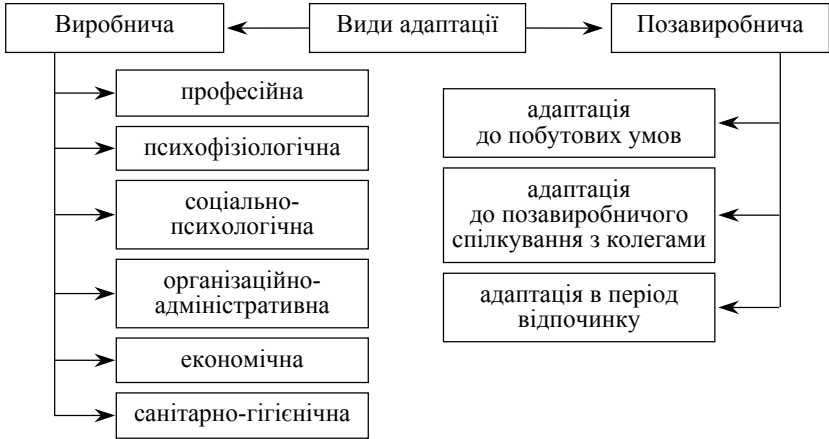 Виробнича
Види адаптації
Позавиробнича
професійна
психофізіологічна
соціально-
психологічна
організаційно-
адміністративна
економічна
санітарно-гігієнічна
адаптація
до побутових умов
адаптація
до позавиробничого
спілкування з колегами
адаптація в період
відпочинку